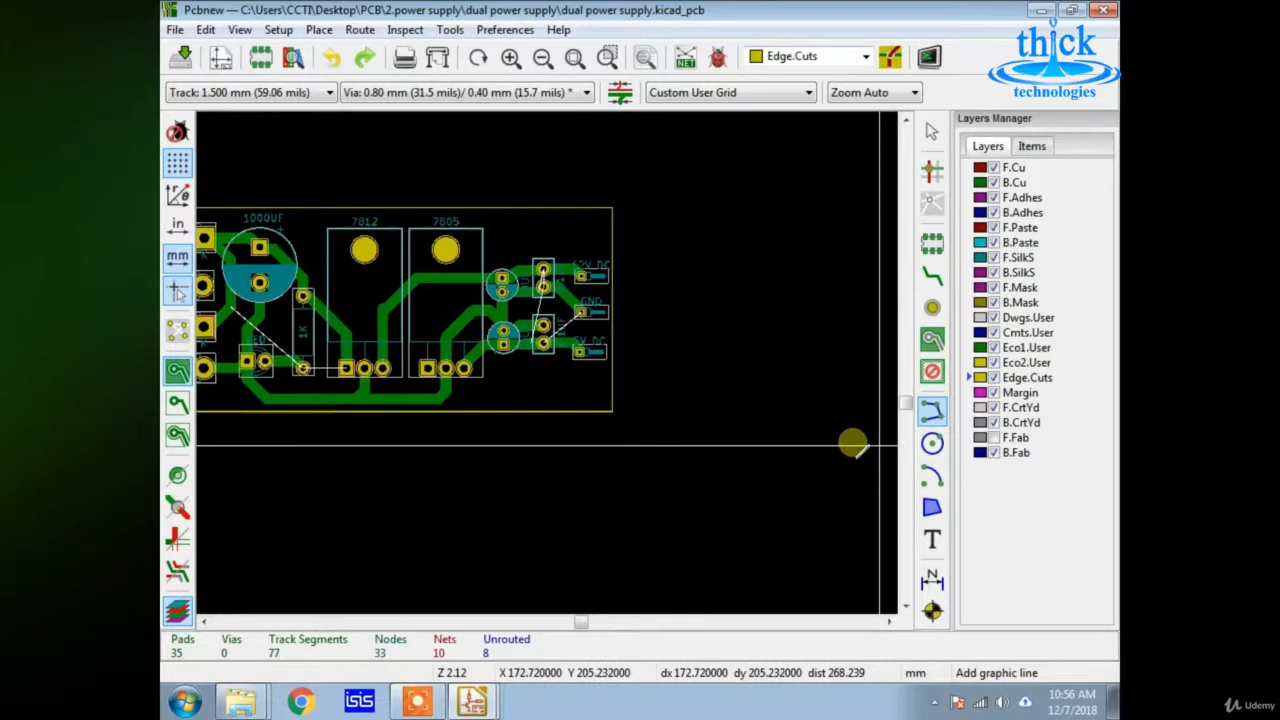 Pcbnew — C:\Users\CCTI\Desktop\PCB\2.power supply\dual power supply\dual power supply.kicad_pcb
File Edit View Setup Place Route Inspect Tools Preferences Help
NET
Edge.Cuts
thick
technologies
Track: 1.500 mm (59.06 mils)
Via: 0.80 mm (31.5 mils)/ 0.40 mm (15.7 mils) *
Custom User Grid
Zoom Auto
Layers Manager
Layers Items
in
mm
1000UF
7812
7805
GND
1K
F.Cu
B.Cu
F.Adhes
B.Adhes
F.Paste
B.Paste
F.SilkS
B.SilkS
F.Mask
B.Mask
Dwgs.User
Cmts.User
Eco1.User
Eco2.User
Edge.Cuts
Margin
F.CrtYd
B.CrtYd
F.Fab
B.Fab
T
N
Pads Vias Track Segments Nodes Nets Unrouted
35 0 77 33 10 8
Z 2.12 X 172.720000 Y 205.232000 dx 172.720000 dy 205.232000 dist 268.239 mm Add graphic line
isis
10:56 AM
12/7/2018
Udemy